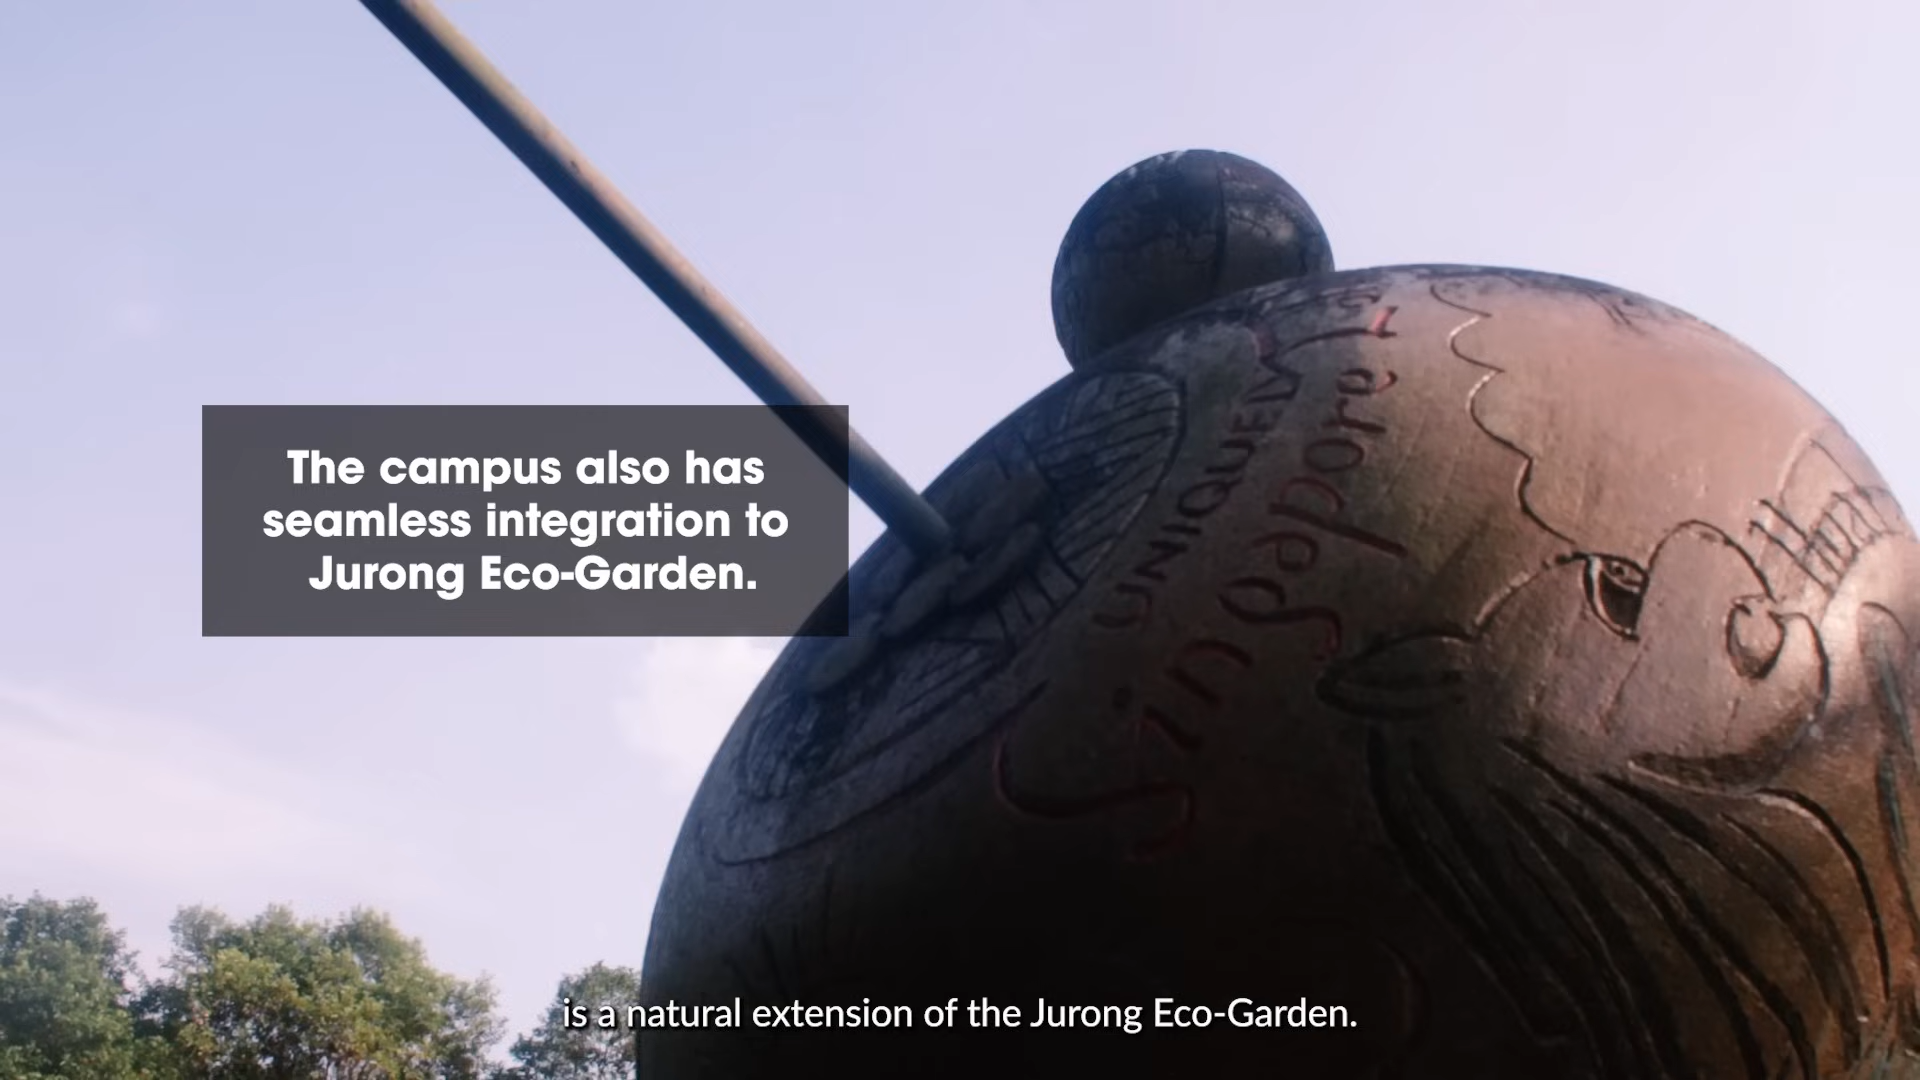 The campus also has
seamless integration to
Jurong Eco-Garden.
UNIQUELY
Singapore
is a natural extension of the Jurong Eco-Garden.